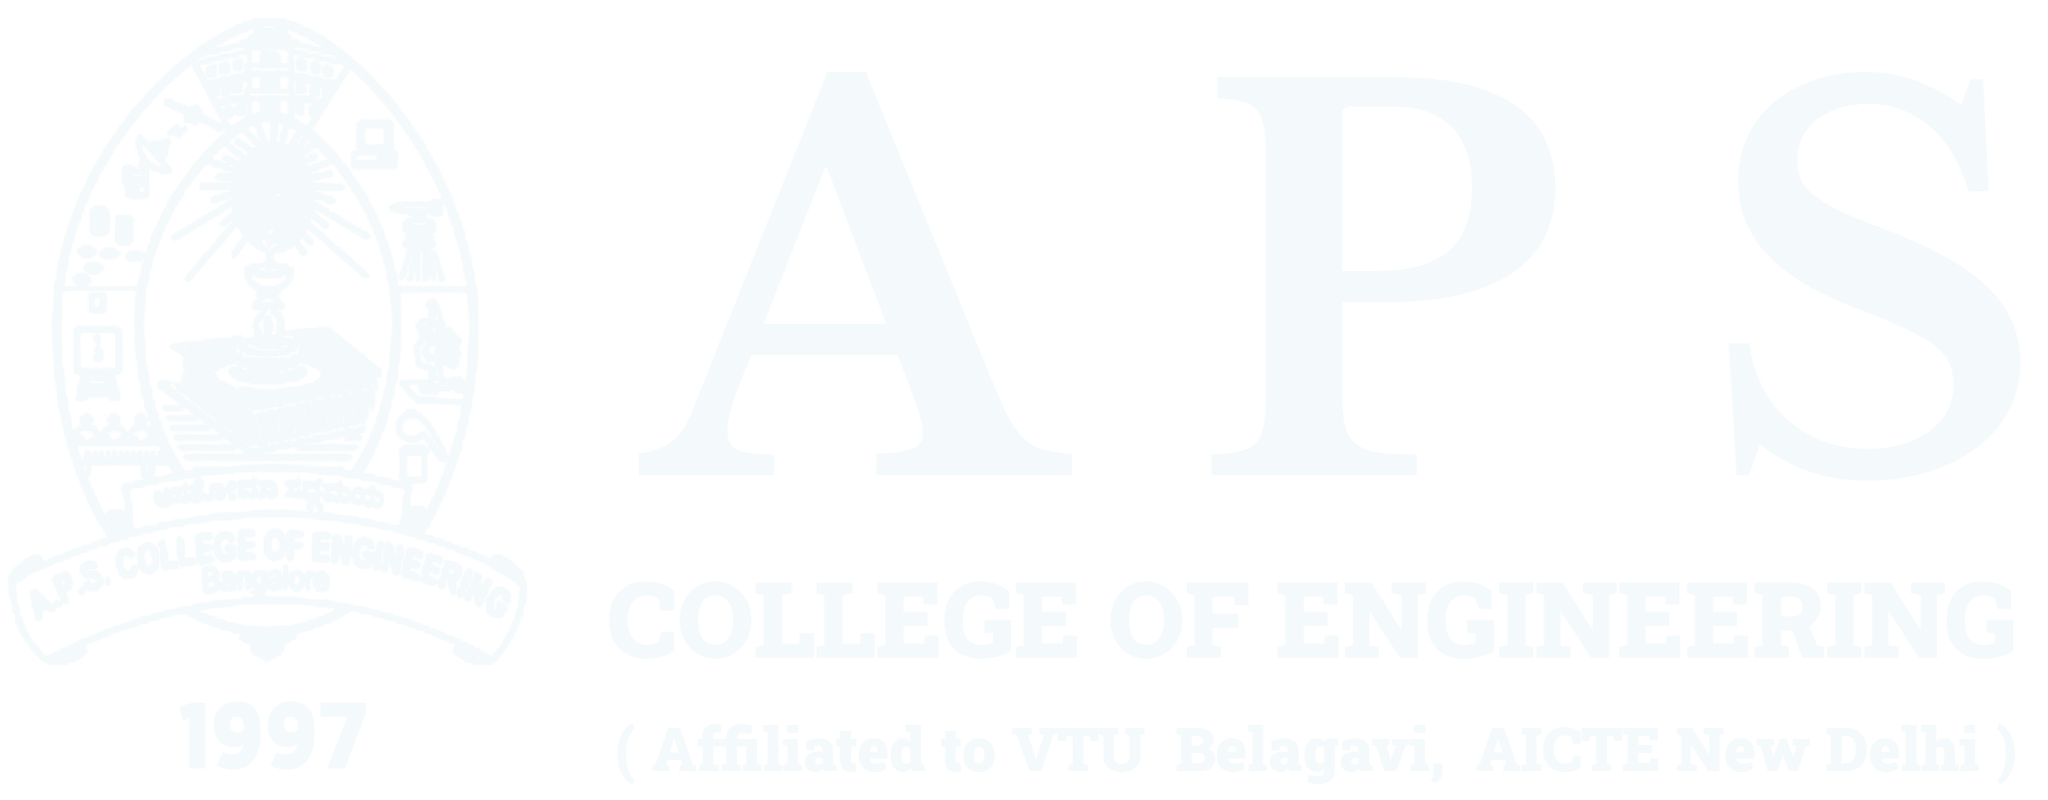 A.P.S. COLLEGE OF ENGINEERING
Bangalore
1997
A P S
COLLEGE OF ENGINEERING
( Affiliated to VTU Belagavi, AICTE New Delhi )